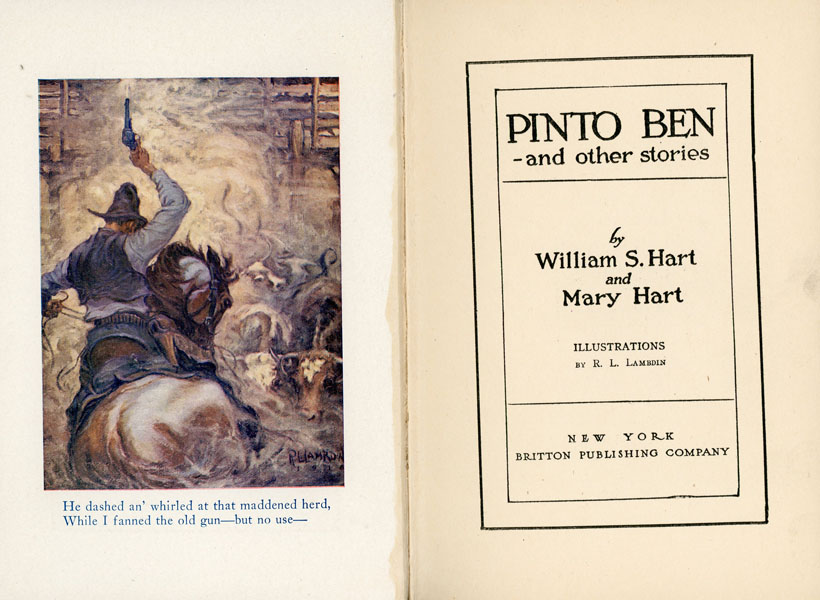 R L LAMBDIN
He dashed an' whirled at that maddened herd,
While I fanned the old gun—but no use—
PINTO BEN
-and other stories
by
William S. Hart
and
Mary Hart
ILLUSTRATIONS
BY R. L. LAMBDIN
NEW YORK
BRITTON PUBLISHING COMPANY